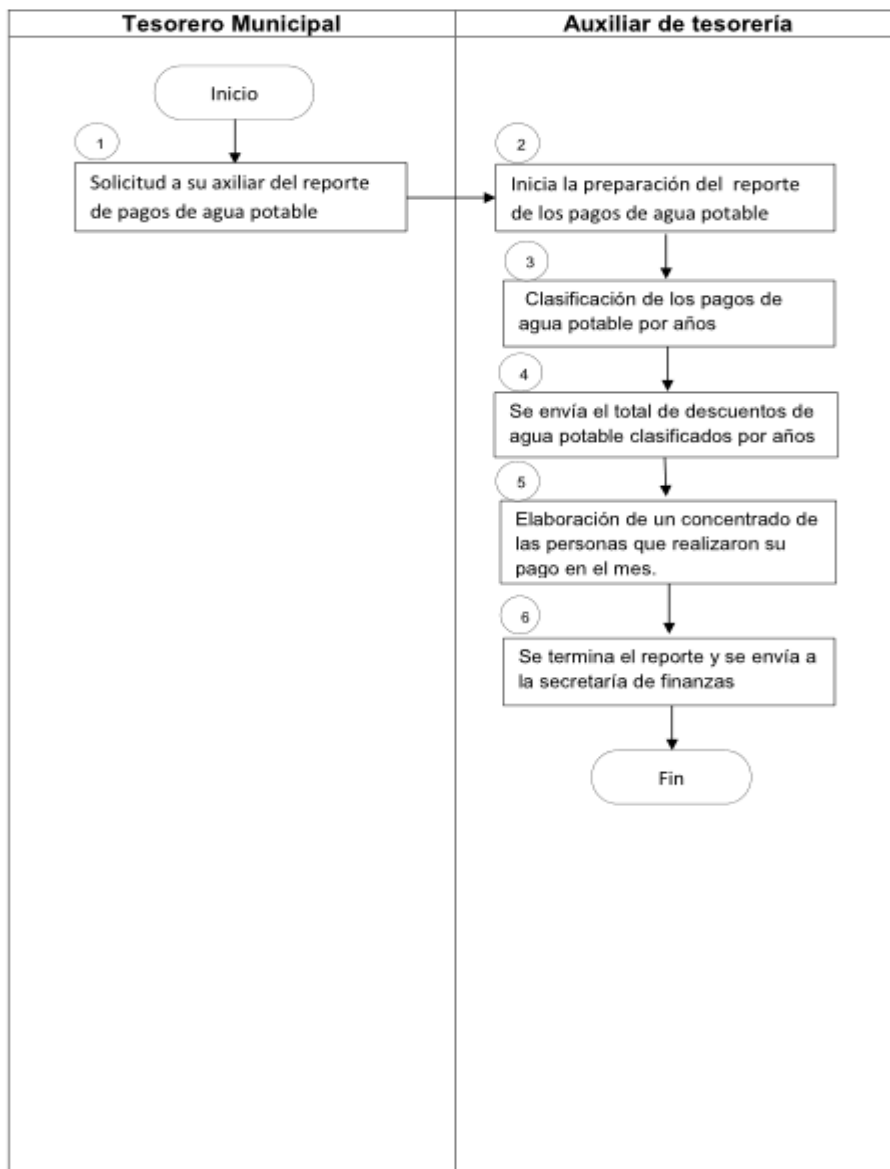 Tesorero Municipal
Auxiliar de tesorería
Inicio
1
Solicitud a su axiliar del reporte
de pagos de agua potable
2
Inicia la preparación del reporte
de los pagos de agua potable
3
Clasificación de los pagos de
agua potable por años
4
Se envía el total de descuentos de
agua potable clasificados por años
5
Elaboración de un concentrado de
las personas que realizaron su
pago en el mes.
6
Se termina el reporte y se envía a
la secretaría de finanzas
Fin